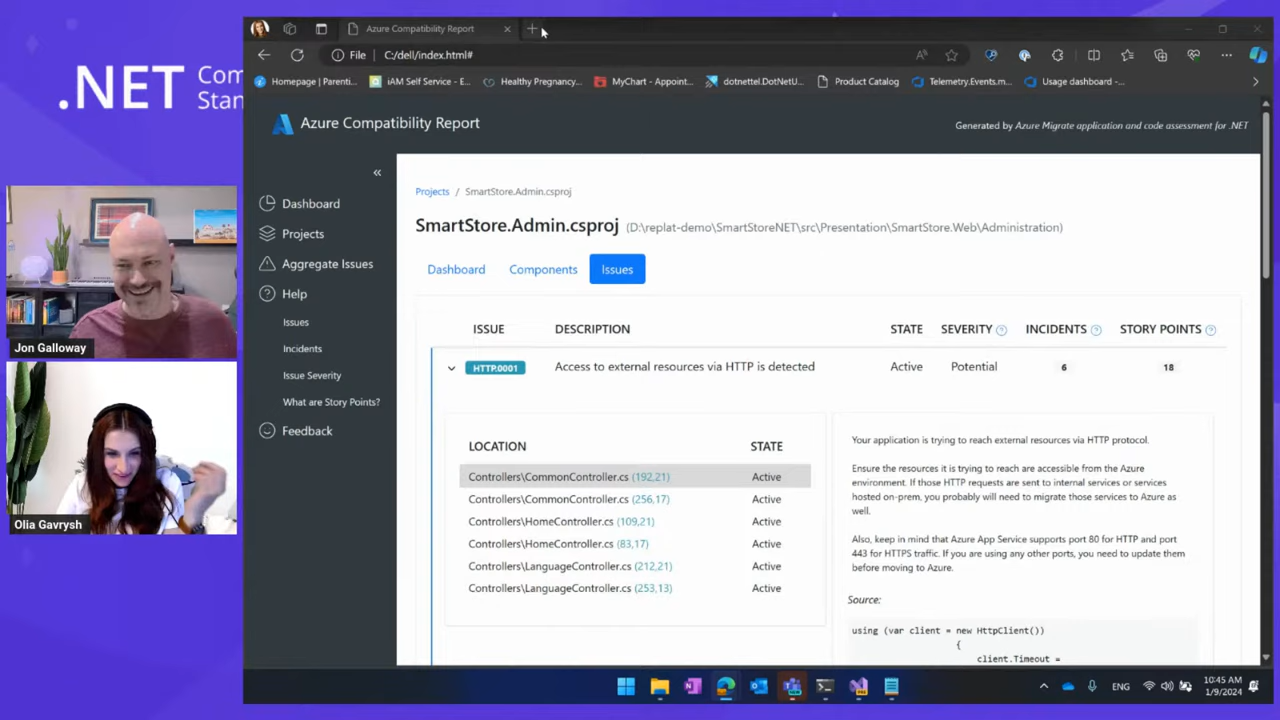 .NET Com
Stan
Jon Galloway
Olia Gavrysh
Azure Compatibility Report
File C:/dell/index.html#
Homepage | Parenti... iAM Self Service - E... Healthy Pregnancy,... MyChart - Appoint... dotnettel.DotNetU... Product Catalog Telemetry.Events.m... Usage dashboard -...
Azure Compatibility Report
Generated by Azure Migrate application and code assessment for .NET
Dashboard
Projects
Aggregate Issues
Help
Issues
Incidents
Issue Severity
What are Story Points?
Feedback
Projects / SmartStore.Admin.csproj
SmartStore.Admin.csproj (D:\replat-demo\SmartStoreNET\src\Presentation\SmartStore.Web\Administration)
Dashboard Components Issues
ISSUE DESCRIPTION STATE SEVERITY INCIDENTS STORY POINTS
HTTP.0001 Access to external resources via HTTP is detected Active Potential 6 18
LOCATION STATE
Controllers\CommonController.cs (192,21) Active
Controllers\CommonController.cs (256,17) Active
Controllers\HomeController.cs (109,21) Active
Controllers\HomeController.cs (83,17) Active
Controllers\LanguageController.cs (212,21) Active
Controllers\LanguageController.cs (253,13) Active
Your application is trying to reach external resources via HTTP protocol.
Ensure the resources it is trying to reach are accessible from the Azure
environment. If those HTTP requests are sent to internal services or services
hosted on-prem, you probably will need to migrate those services to Azure as
well.
Also, keep in mind that Azure App Service supports port 80 for HTTP and port
443 for HTTPS traffic. If you are using any other ports, you need to update them
before moving to Azure.
Source:
using (var client = new HttpClient())
{
client.Timeout =
ENG
10:45 AM
1/9/2024